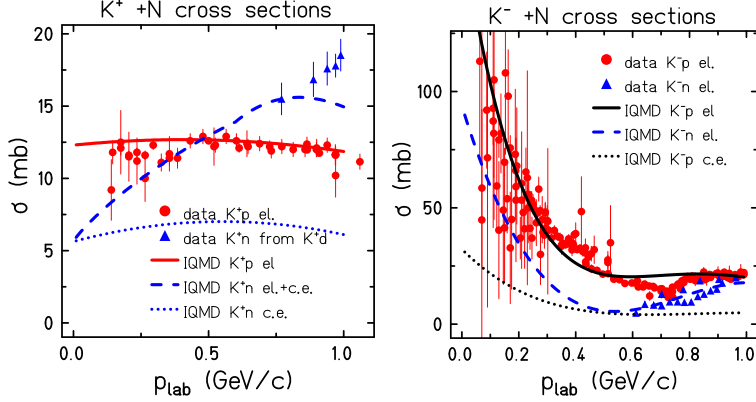 K⁺ +N cross sections
σ (mb)
20
15
10
5
0
data K⁺p el.
data K⁺n from K⁺d
IQMD K⁺p el
IQMD K⁺n el.+c.e.
IQMD K⁺n c.e.
0.0
0.5
1.0
p_lab (GeV/c)
K⁻ +N cross sections
σ (mb)
100
50
0
data K⁻p el.
data K⁻n el.
IQMD K⁻p el
IQMD K⁻n el.
IQMD K⁻p c.e.
0.0
0.2
0.4
0.6
0.8
1.0
p_lab (GeV/c)